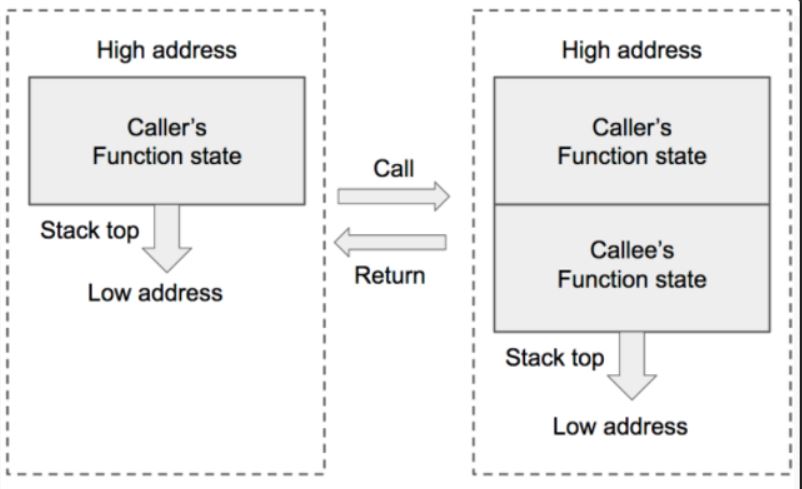 High address
Caller's
Function state
Stack top
Low address
Call
Return
High address
Caller's
Function state
Callee's
Function state
Stack top
Low address